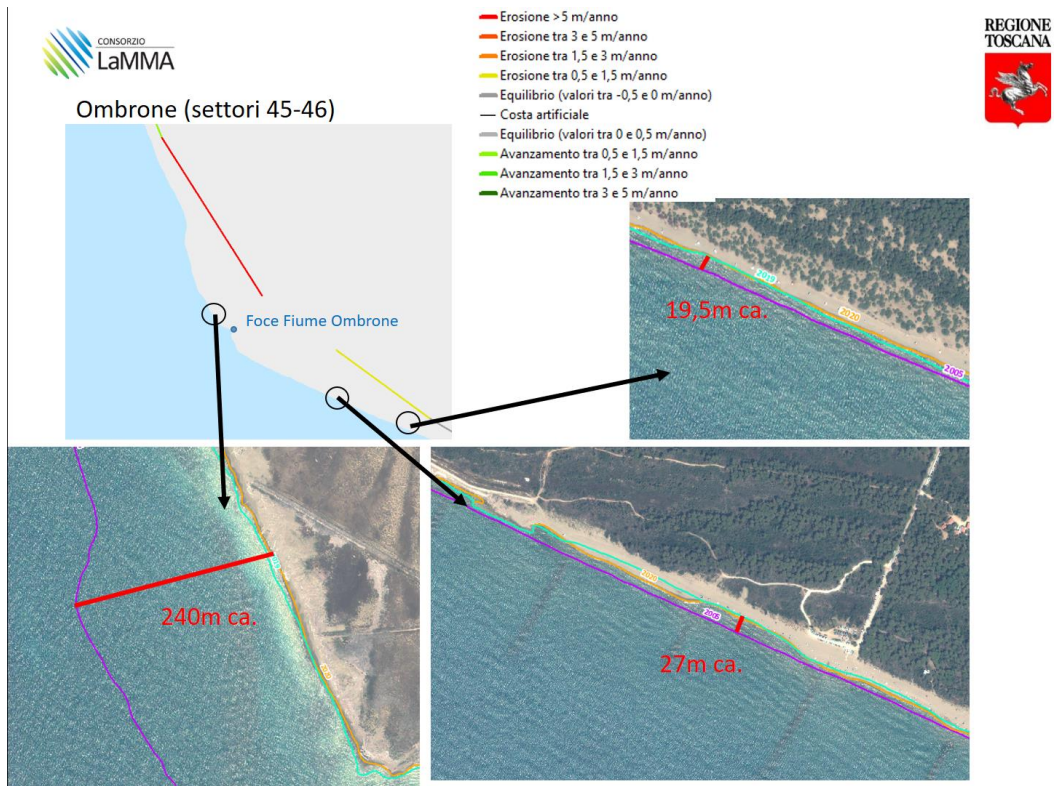 CONSORZIO
LaMMA
Erosione >5 m/anno
Erosione tra 3 e 5 m/anno
Erosione tra 1,5 e 3 m/anno
Erosione tra 0,5 e 1,5 m/anno
Equilibrio (valori tra -0,5 e 0 m/anno)
Costa artificiale
Equilibrio (valori tra 0 e 0,5 m/anno)
Avanzamento tra 0,5 e 1,5 m/anno
Avanzamento tra 1,5 e 3 m/anno
Avanzamento tra 3 e 5 m/anno
REGIONE
TOSCANA
Ombrone (settori 45-46)
Foce Fiume Ombrone
2019
2020
2005
19,5m ca.
240m ca.
2020
2005
27m ca.